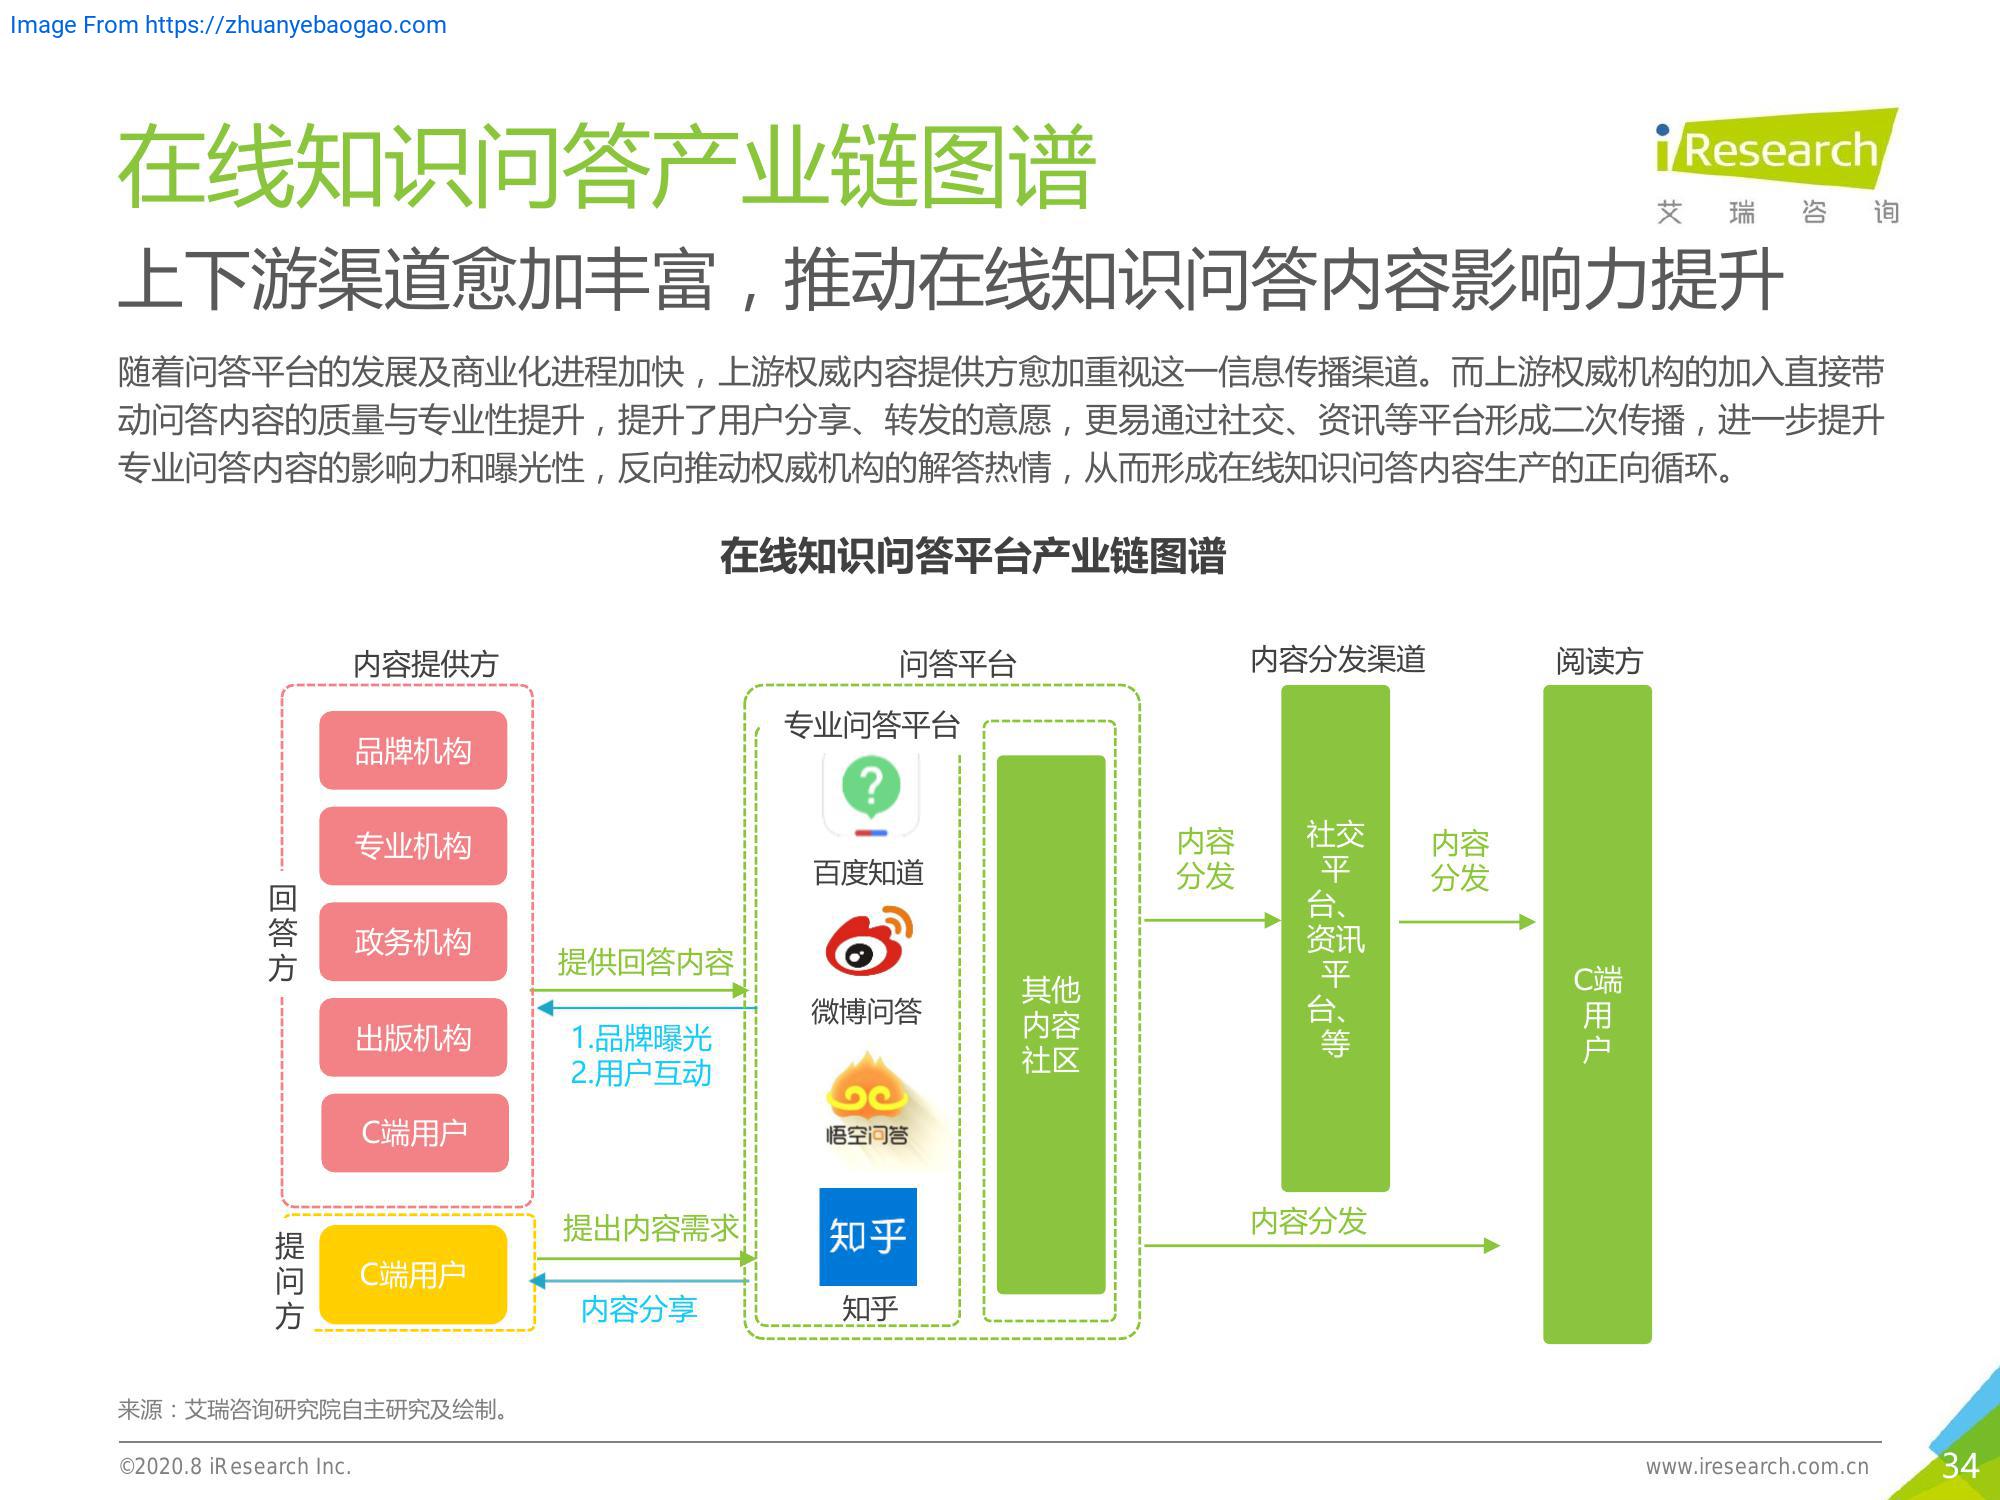 Image From https://zhuanyebaogao.com
在线知识问答产业链图谱
iResearch
艾瑞咨询
上下游渠道愈加丰富，推动在线知识问答内容影响力提升
随着问答平台的发展及商业化进程加快，上游权威内容提供方愈加重视这一信息传播渠道。而上游权威机构的加入直接带
动问答内容的质量与专业性提升，提升了用户分享、转发的意愿，更易通过社交、资讯等平台形成二次传播，进一步提升
专业问答内容的影响力和曝光性，反向推动权威机构的解答热情，从而形成在线知识问答内容生产的正向循环。
在线知识问答平台产业链图谱
内容提供方
回
答
方
品牌机构
专业机构
政务机构
出版机构
C端用户
提
问
方
C端用户
提供回答内容
1.品牌曝光
2.用户互动
提出内容需求
内容分享
问答平台
专业问答平台
?
百度知道
微博问答
悟空问答
知乎
知乎
其他
内容
社区
内容
分发
内容分发渠道
社交
平
台、
资讯
平
台、
等
内容
分发
内容分发
阅读方
C端
用
户
来源：艾瑞咨询研究院自主研究及绘制。
©2020.8 iResearch Inc.
www.iresearch.com.cn
34